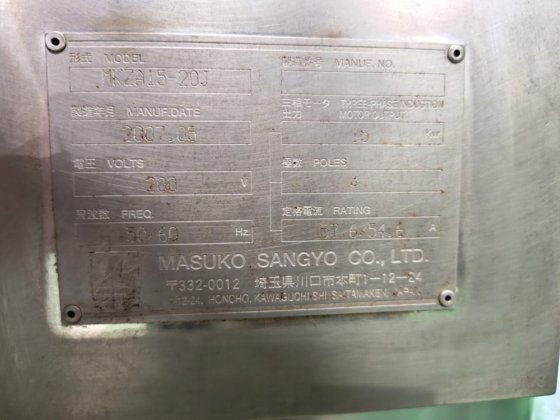 形式 MODEL
MKZA15-20J
製造番号 MANUF. NO.
製造年月 MANUF.DATE
2007.05
三相モータ THREE-PHASE INDUCTION
出力 MOTOR OUTPUT
15 Kw
電圧 VOLTS
200 V
極数 POLES
4
周波数 FREQ.
50/60 Hz
定格電流 RATING
A
MASUKO SANGYO CO., LTD.
〒332-0012 埼玉県川口市本町1-12-24
1-12-24, HONCHO, KAWAGUCHI-SHI, SAITAMAKEN, JAPAN